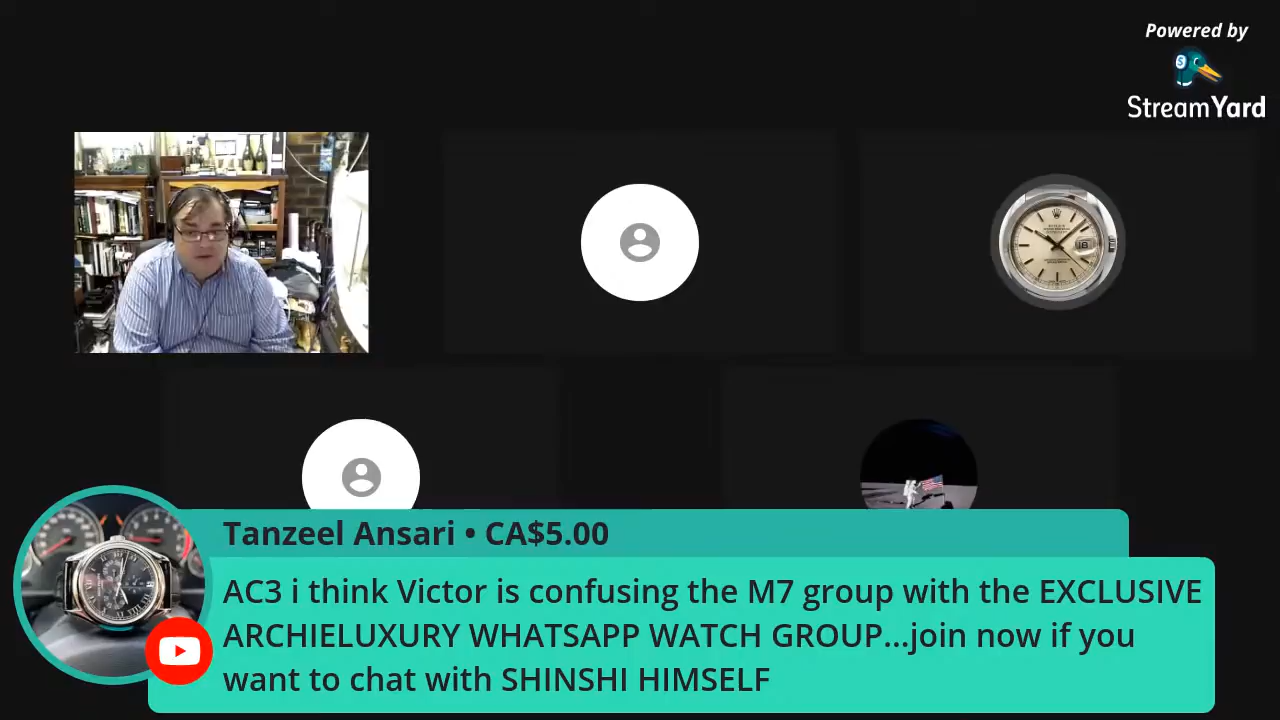 Powered by
StreamYard
Tanzeel Ansari • CA$5.00
AC3 i think Victor is confusing the M7 group with the EXCLUSIVE
ARCHIELUXURY WHATSAPP WATCH GROUP...join now if you
want to chat with SHINSHI HIMSELF